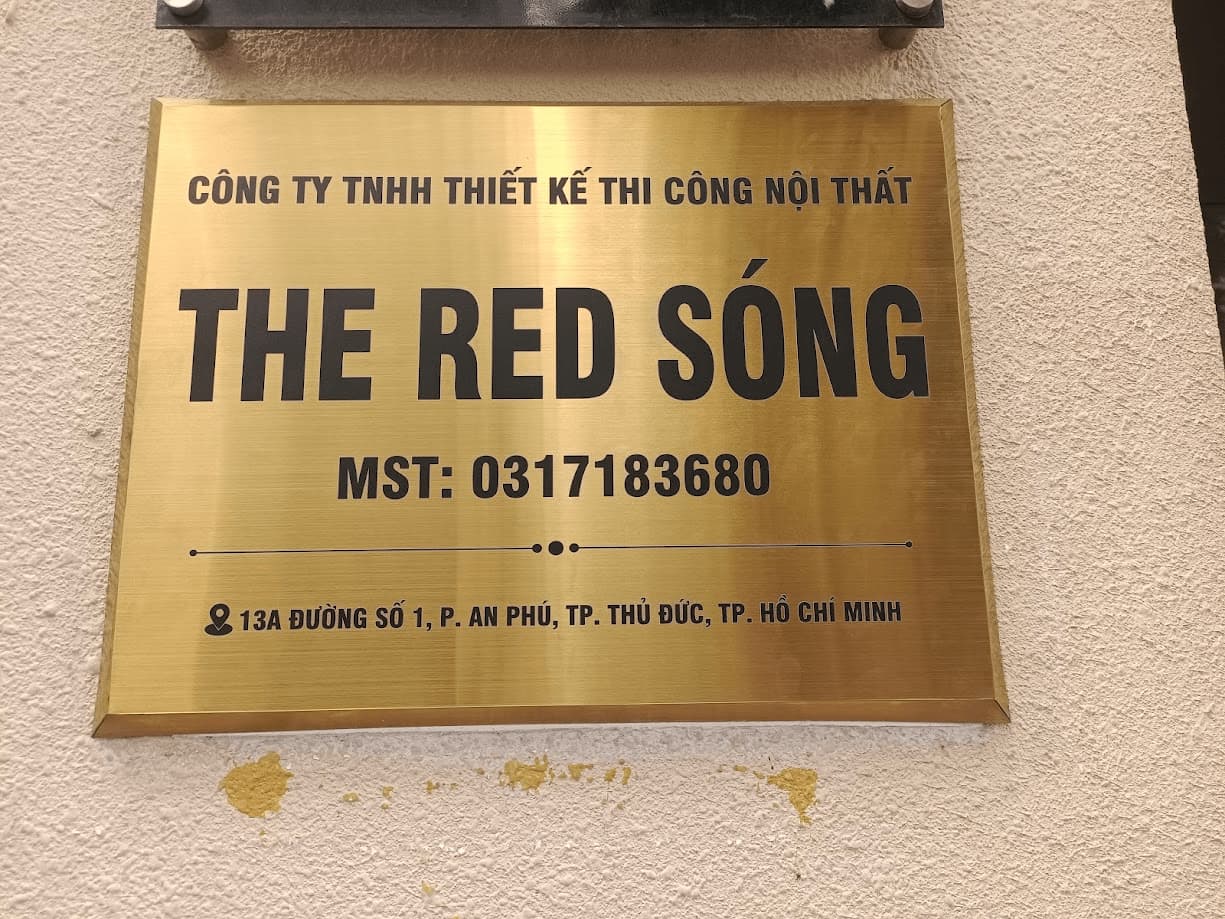 CÔNG TY TNHH THIẾT KẾ THI CÔNG NỘI THẤT
THE RED SÓNG
MST: 0317183680
13A ĐƯỜNG SỐ 1, P. AN PHÚ, TP. THỦ ĐỨC, TP. HỒ CHÍ MINH